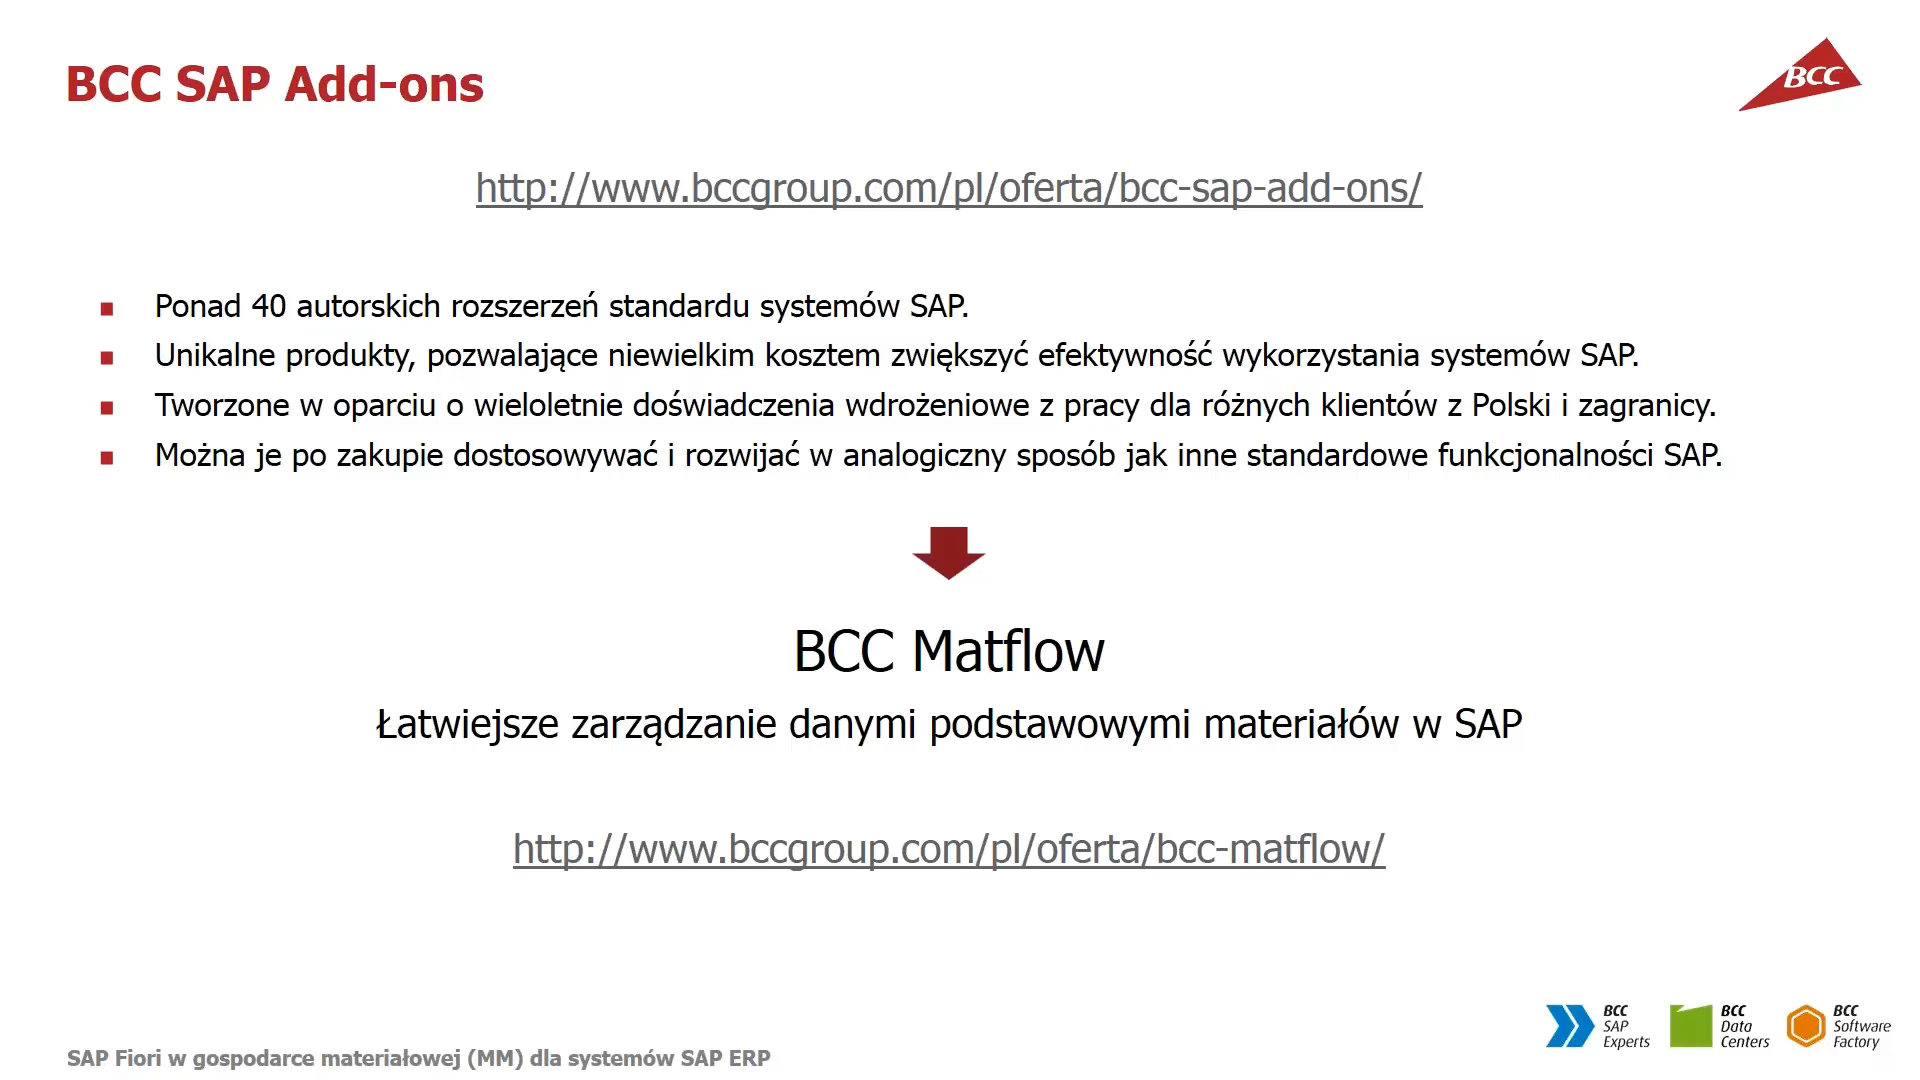 BCC SAP Add-ons
BCC
http://www.bccgroup.com/pl/oferta/bcc-sap-add-ons/
Ponad 40 autorskich rozszerzeń standardu systemów SAP.
Unikalne produkty, pozwalające niewielkim kosztem zwiększyć efektywność wykorzystania systemów SAP.
Tworzone w oparciu o wieloletnie doświadczenia wdrożeniowe z pracy dla różnych klientów z Polski i zagranicy.
Można je po zakupie dostosowywać i rozwijać w analogiczny sposób jak inne standardowe funkcjonalności SAP.
BCC Matflow
Łatwiejsze zarządzanie danymi podstawowymi materiałów w SAP
http://www.bccgroup.com/pl/oferta/bcc-matflow/
BCC
SAP
Experts
BCC
Data
Centers
BCC
Software
Factory
SAP Fiori w gospodarce materiałowej (MM) dla systemów SAP ERP